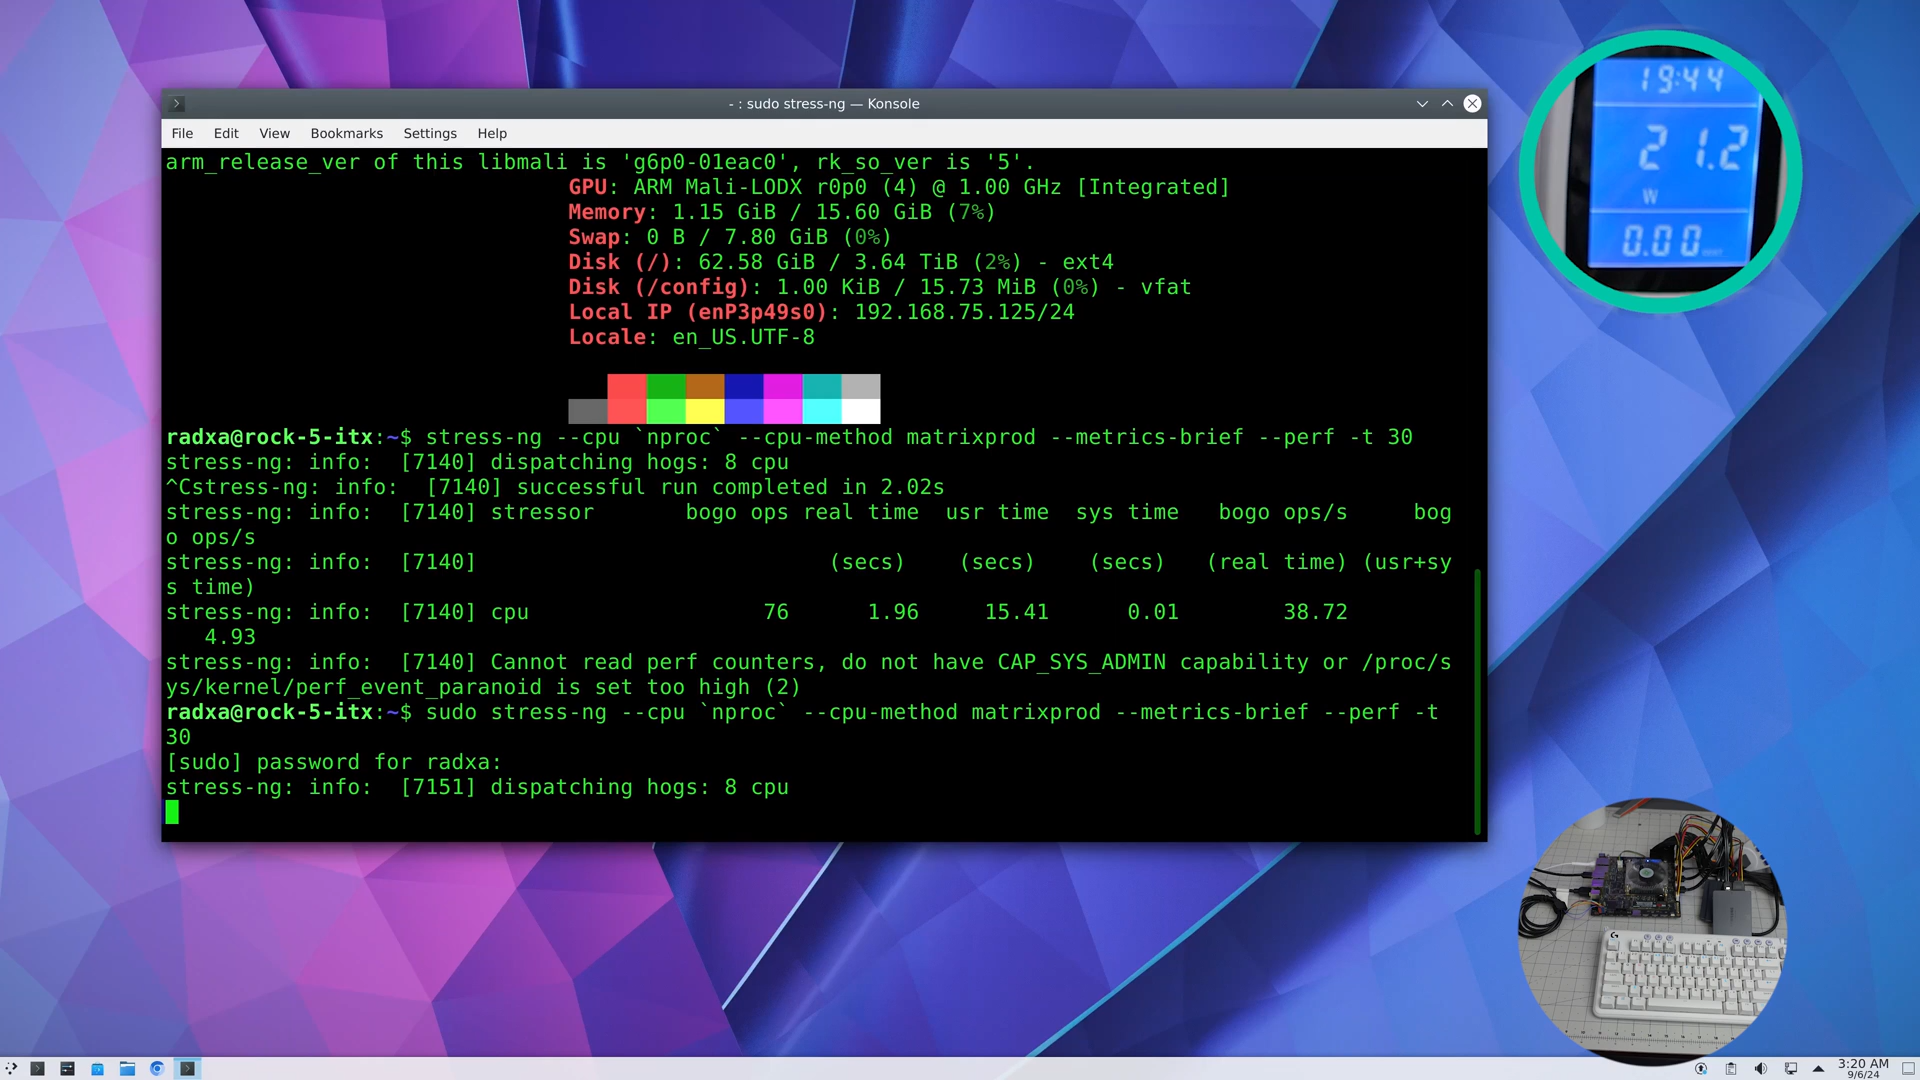 - : sudo stress-ng — Konsole
File Edit View Bookmarks Settings Help
arm_release_ver of this libmali is 'g6p0-01eac0', rk_so_ver is '5'.
GPU: ARM Mali-LODX r0p0 (4) @ 1.00 GHz [Integrated]
Memory: 1.15 GiB / 15.60 GiB (7%)
Swap: 0 B / 7.80 GiB (0%)
Disk (/): 62.58 GiB / 3.64 TiB (2%) - ext4
Disk (/config): 1.00 KiB / 15.73 MiB (0%) - vfat
Local IP (enP3p49s0): 192.168.75.125/24
Locale: en_US.UTF-8
radxa@rock-5-itx:~$ stress-ng --cpu `nproc` --cpu-method matrixprod --metrics-brief --perf -t 30
stress-ng: info:  [7140] dispatching hogs: 8 cpu
^Cstress-ng: info:  [7140] successful run completed in 2.02s
stress-ng: info:  [7140] stressor       bogo ops real time  usr time  sys time   bogo ops/s     bog
o ops/s
stress-ng: info:  [7140]                           (secs)    (secs)    (secs)   (real time) (usr+sy
s time)
stress-ng: info:  [7140] cpu                  76      1.96     15.41      0.01        38.72
4.93
stress-ng: info:  [7140] Cannot read perf counters, do not have CAP_SYS_ADMIN capability or /proc/s
ys/kernel/perf_event_paranoid is set too high (2)
radxa@rock-5-itx:~$ sudo stress-ng --cpu `nproc` --cpu-method matrixprod --metrics-brief --perf -t
30
[sudo] password for radxa:
stress-ng: info:  [7151] dispatching hogs: 8 cpu
19:44
21.2
W
0.00
3:20 AM
9/6/24